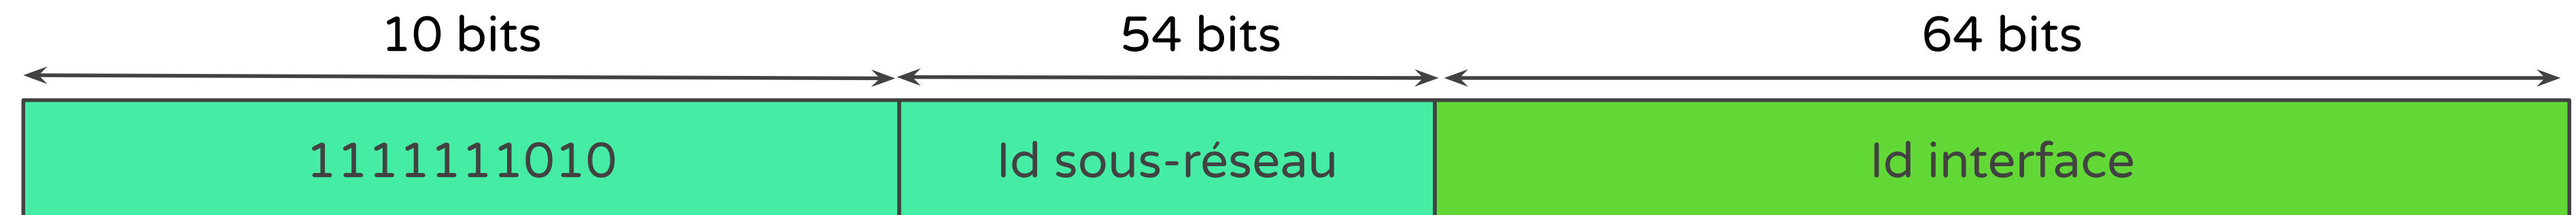 10 bits 54 bits 64 bits
1111111010 Id sous-réseau Id interface